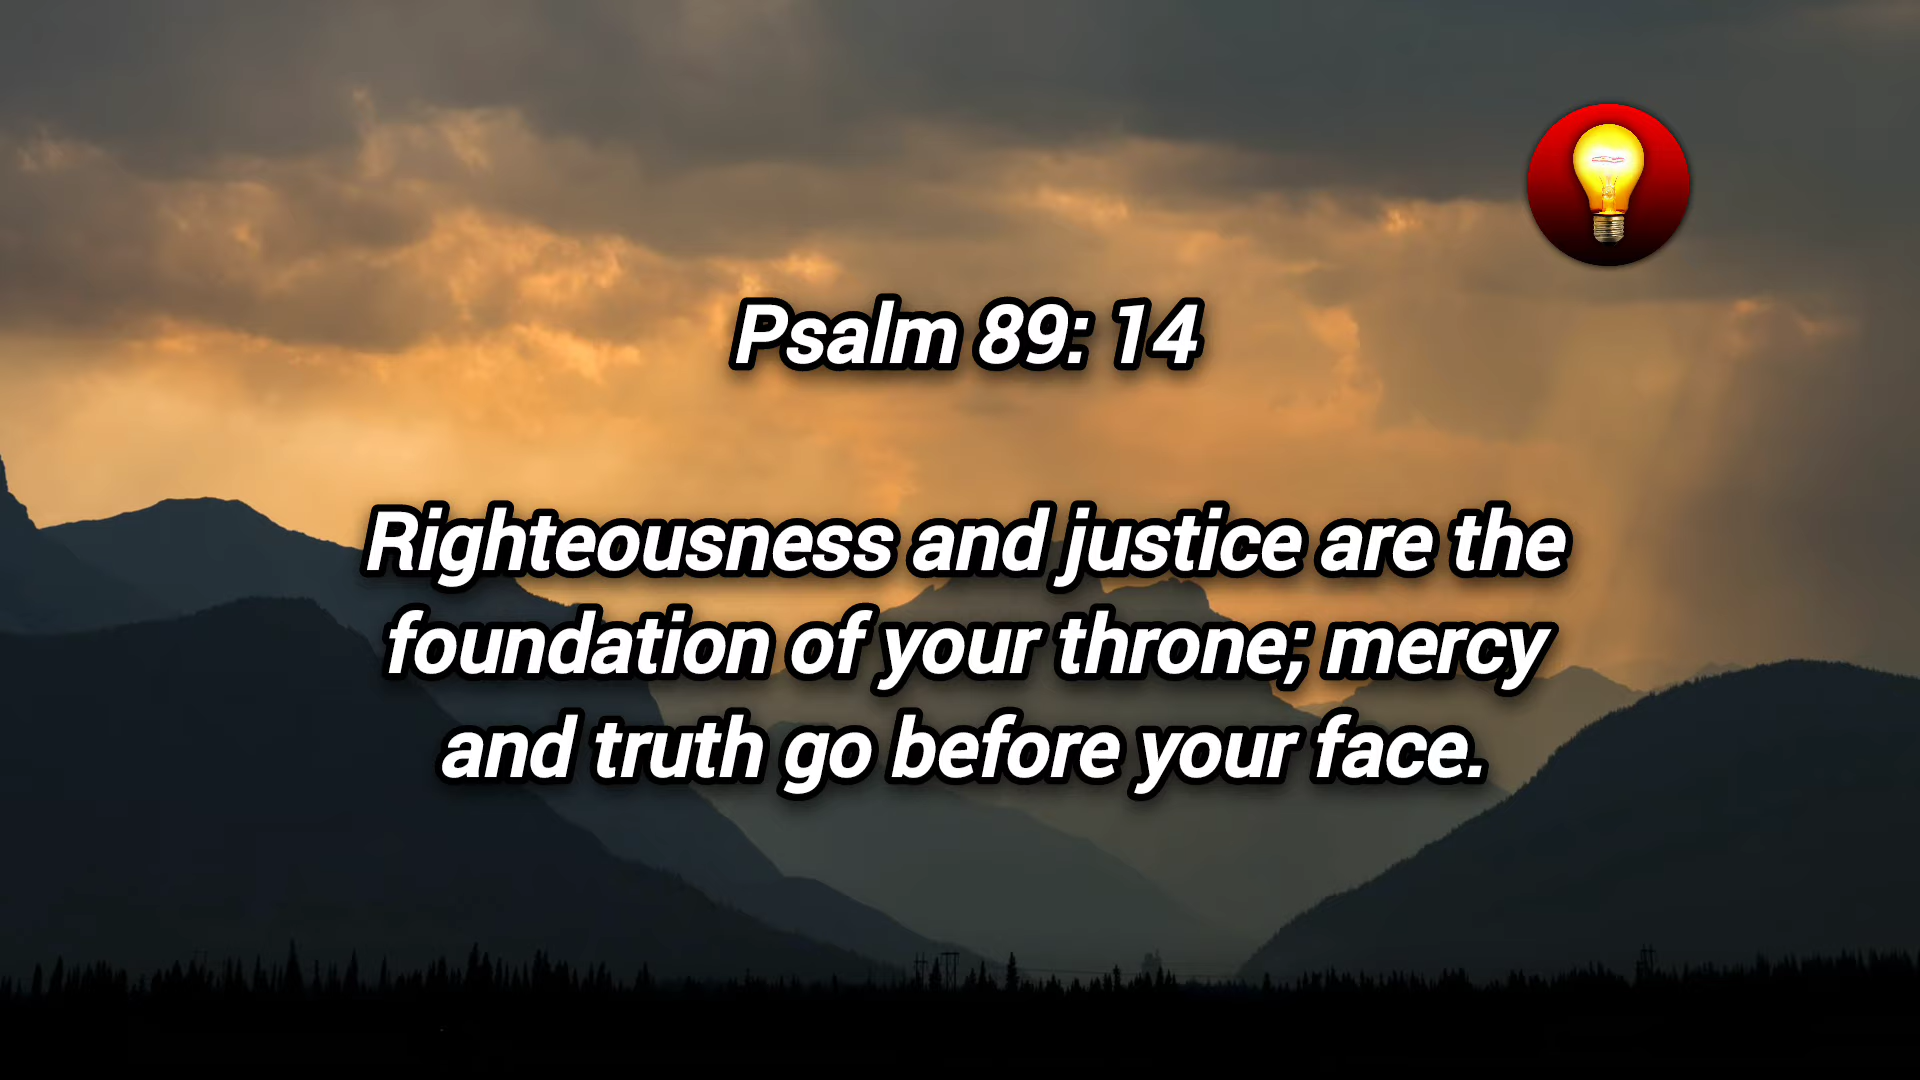 Psalm 89: 14
Righteousness and justice are the
foundation of your throne; mercy
and truth go before your face.